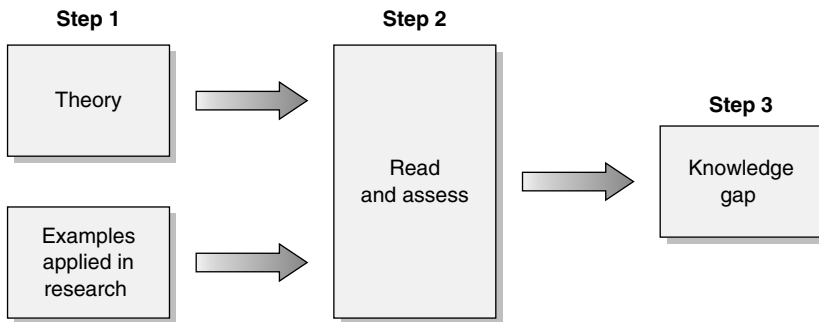 Step 1
Theory
Examples
applied in
research
Step 2
Read
and assess
Step 3
Knowledge
gap